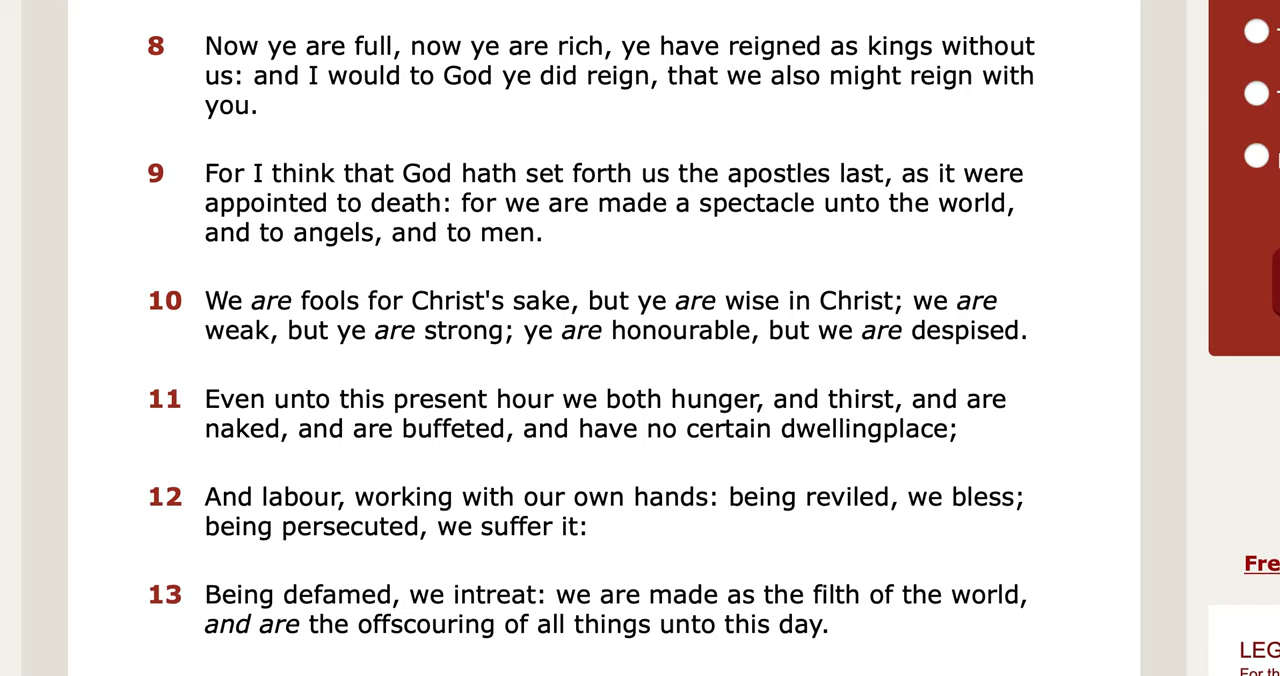 8 Now ye are full, now ye are rich, ye have reigned as kings without
us: and I would to God ye did reign, that we also might reign with
you.
9 For I think that God hath set forth us the apostles last, as it were
appointed to death: for we are made a spectacle unto the world,
and to angels, and to men.
10 We are fools for Christ's sake, but ye are wise in Christ; we are
weak, but ye are strong; ye are honourable, but we are despised.
11 Even unto this present hour we both hunger, and thirst, and are
naked, and are buffeted, and have no certain dwellingplace;
12 And labour, working with our own hands: being reviled, we bless;
being persecuted, we suffer it:
13 Being defamed, we intreat: we are made as the filth of the world,
and are the offscouring of all things unto this day.
Fre
LEG
For th